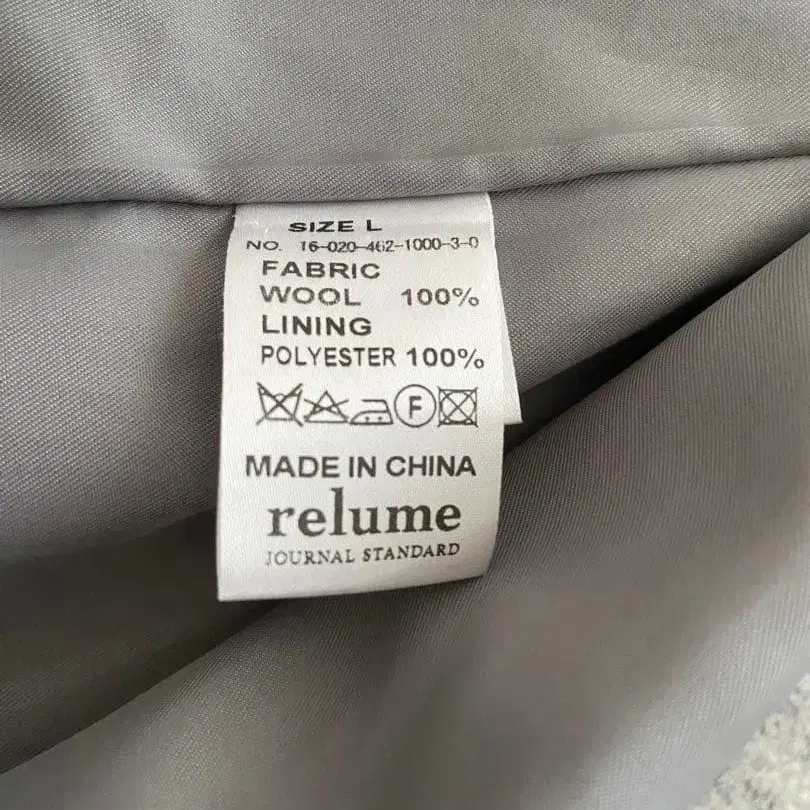 SIZE L
NO. 16-020-462-1000-3-0
FABRIC
WOOL 100%
LINING
POLYESTER 100%
F
MADE IN CHINA
relume
JOURNAL STANDARD